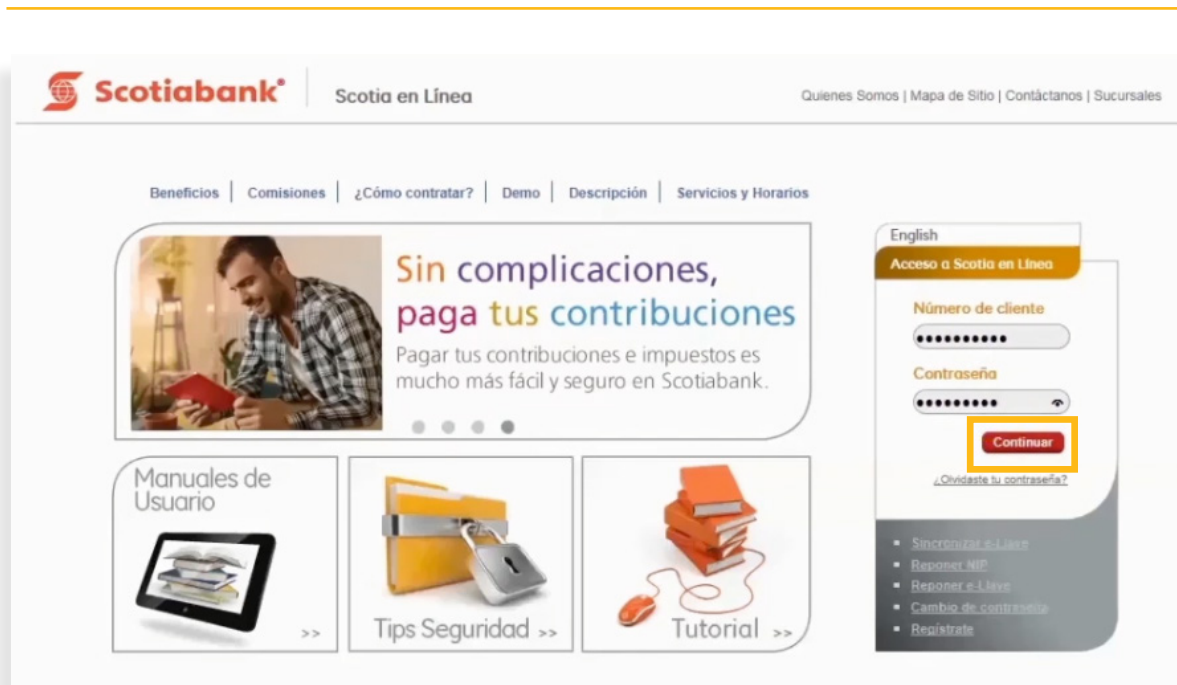 Scotiabank
Scotia en Línea
Quienes Somos | Mapa de Sitio | Contáctanos | Sucursales
Beneficios | Comisiones | ¿Cómo contratar? | Demo | Descripción | Servicios y Horarios
Sin complicaciones,
paga tus contribuciones
Pagar tus contribuciones e impuestos es
mucho más fácil y seguro en Scotiabank.
English
Acceso a Scotia en Línea
Número de cliente
••••••••••
Contraseña
•••••••••
Continuar
¿Olvidaste tu contraseña?
Manuales de
Usuario
>>
Tips Seguridad >>
Tutorial >>
Sincronizar e-Llave
Reponer NIP
Reponer e-Llave
Cambio de contraseña
Regístrate